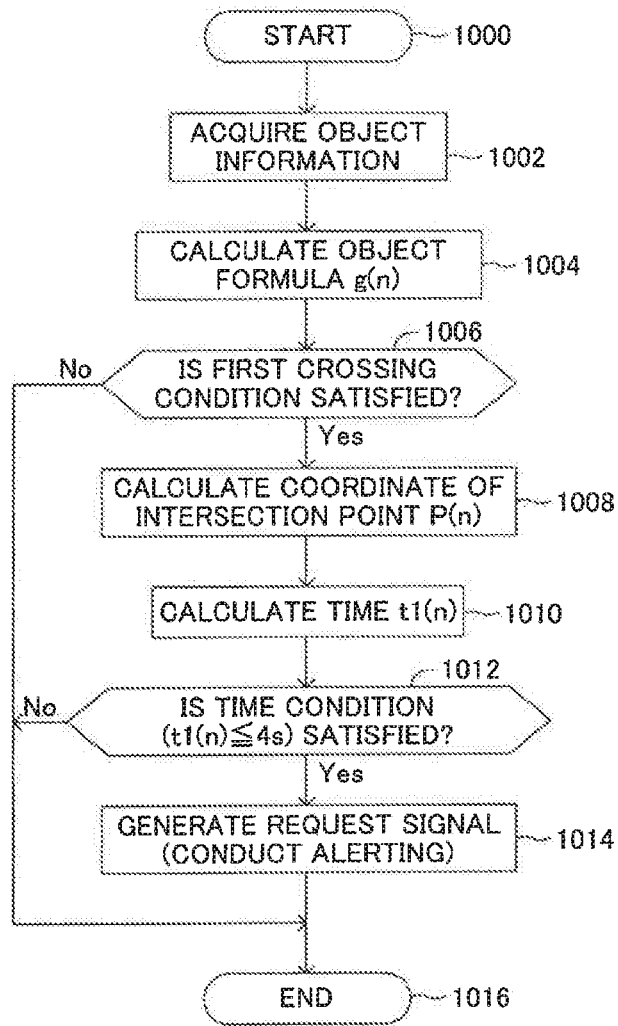 START
1000
ACQUIRE OBJECT
INFORMATION
1002
CALCULATE OBJECT
FORMULA g(n)
1004
1006
No
IS FIRST CROSSING
CONDITION SATISFIED?
Yes
CALCULATE COORDINATE OF
INTERSECTION POINT P(n)
1008
CALCULATE TIME t1(n)
1010
1012
No
IS TIME CONDITION
(t1(n)≦4s) SATISFIED?
Yes
GENERATE REQUEST SIGNAL
(CONDUCT ALERTING)
1014
END
1016